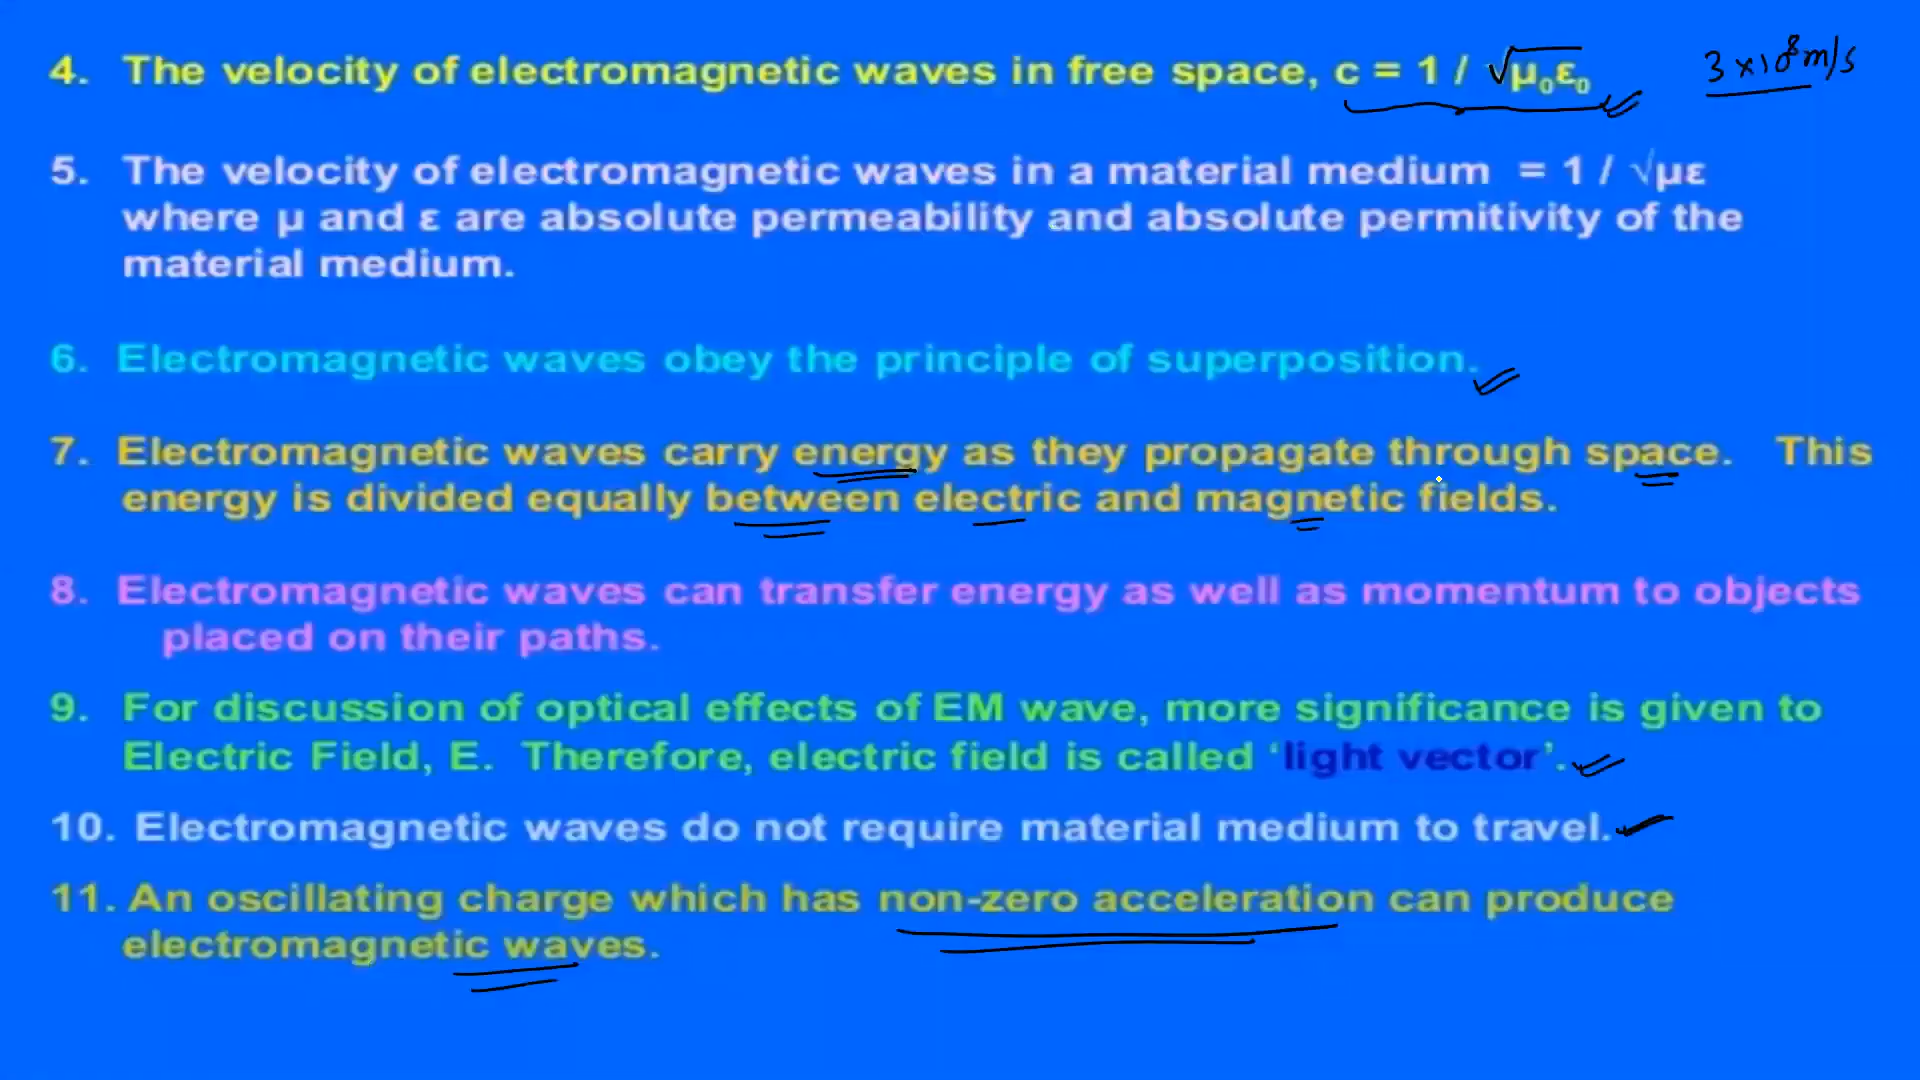 4. The velocity of electromagnetic waves in free space, c = 1 / √μ₀ε₀ 3 × 10⁸ m/s
5. The velocity of electromagnetic waves in a material medium = 1 / √με
where μ and ε are absolute permeability and absolute permitivity of the
material medium.
6. Electromagnetic waves obey the principle of superposition.
7. Electromagnetic waves carry energy as they propagate through space. This
energy is divided equally between electric and magnetic fields.
8. Electromagnetic waves can transfer energy as well as momentum to objects
placed on their paths.
9. For discussion of optical effects of EM wave, more significance is given to
Electric Field, E. Therefore, electric field is called ‘light vector’.
10. Electromagnetic waves do not require material medium to travel.
11. An oscillating charge which has non-zero acceleration can produce
electromagnetic waves.